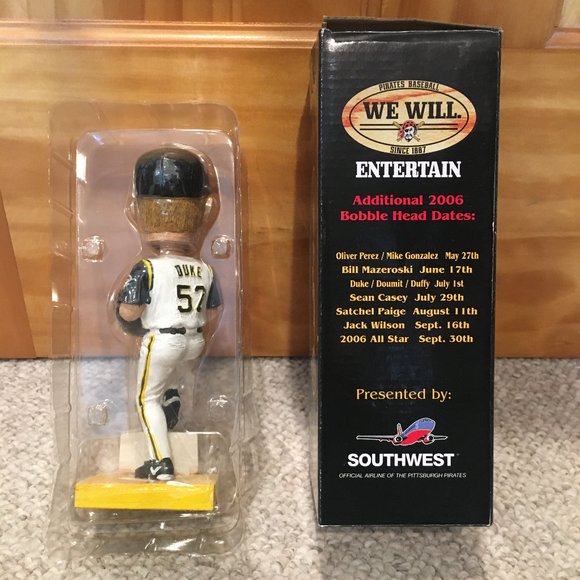 DUKE
57
PIRATES BASEBALL
WE WILL.
SINCE 1887
ENTERTAIN
Additional 2006
Bobble Head Dates:
Oliver Perez / Mike Gonzalez May 27th
Bill Mazeroski June 17th
Duke / Doumit / Duffy July 1st
Sean Casey July 29th
Satchel Paige August 11th
Jack Wilson Sept. 16th
2006 All Star Sept. 30th
Presented by:
SOUTHWEST
OFFICIAL AIRLINE OF THE PITTSBURGH PIRATES